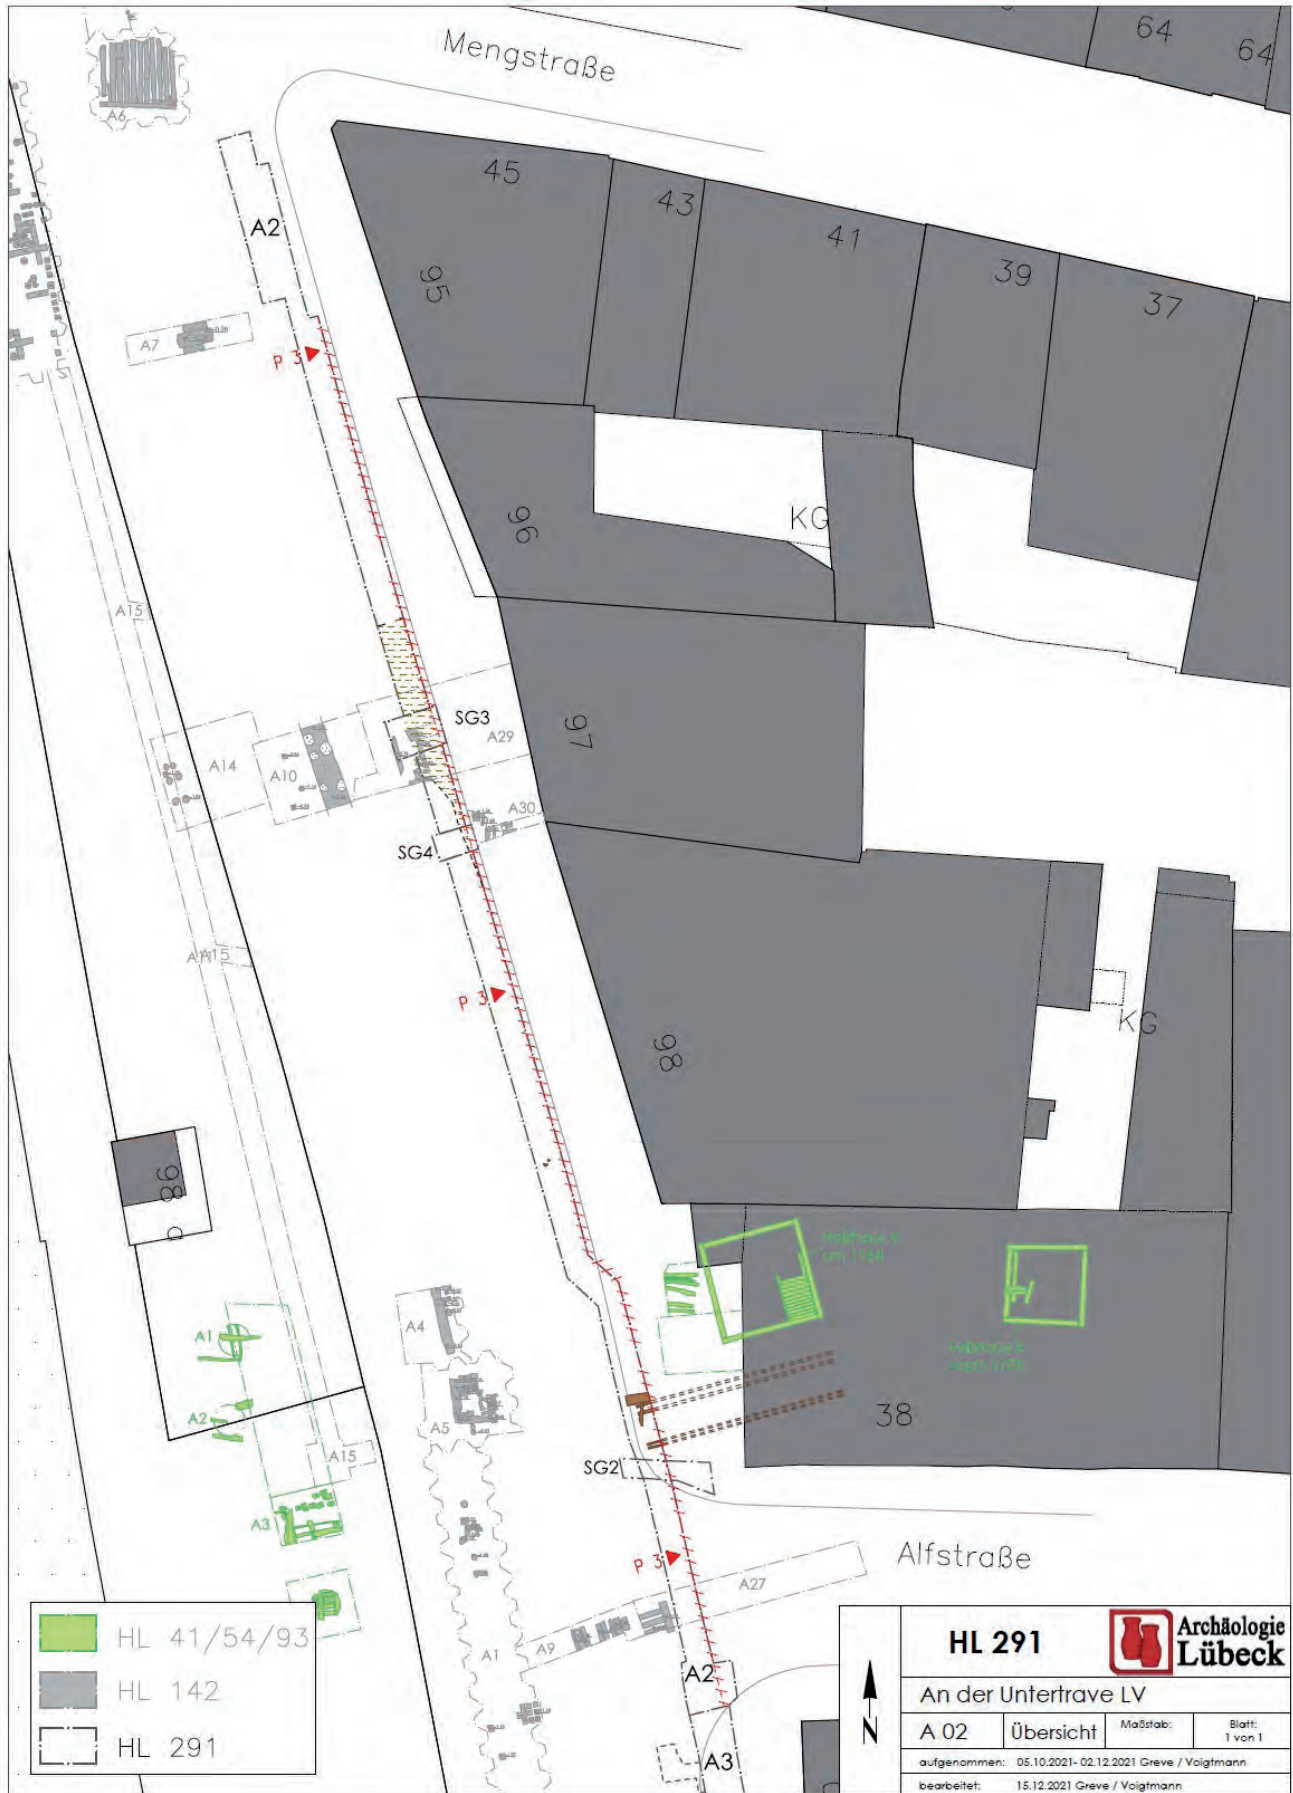 Mengstraße
64
64
A6
45
43
41
39
37
A2
95
A7
P 3
96
KG
A15
SG3
97
A29
A14
A10
A30
SG4
A15
P 3
98
KG
98
a
A1
A4
38
A2
A5
A15
SG2
A3
Alfstraße
P 3
A27
A9
A1
A2
A3
HL 41/54/93
HL 142
HL 291
HL 291
Archäologie
Lübeck
An der Untertrave LV
A 02 Übersicht Maßstab: Blatt:
1 von 1
aufgenommen: 05.10.2021- 02.12.2021 Greve / Voigtmann
bearbeitet: 15.12.2021 Greve / Voigtmann
N